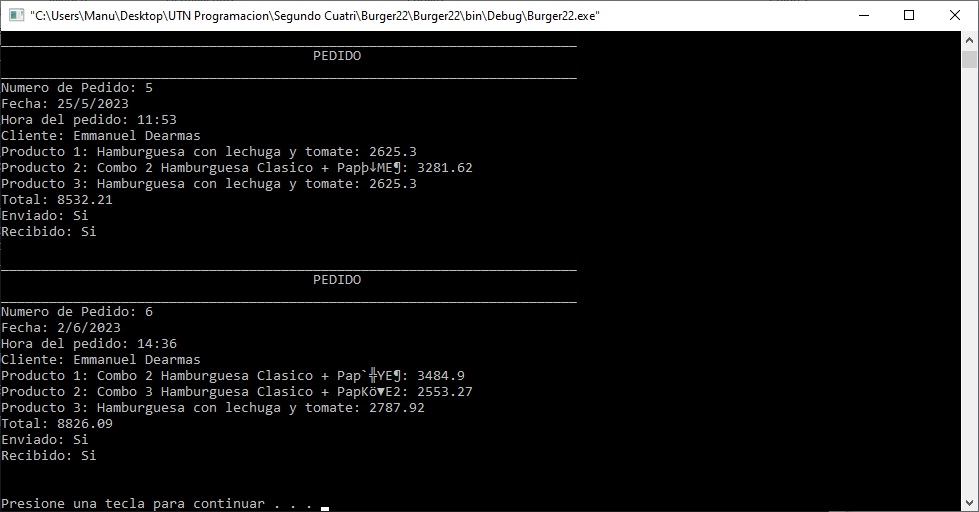 "C:\Users\Manu\Desktop\UTN Programacion\Segundo Cuatri\Burger22\Burger22\bin\Debug\Burger22.exe"
PEDIDO
Numero de Pedido: 5
Fecha: 25/5/2023
Hora del pedido: 11:53
Cliente: Emmanuel Dearmas
Producto 1: Hamburguesa con lechuga y tomate: 2625.3
Producto 2: Combo 2 Hamburguesa Clasico + Papþ↓ME¶: 3281.62
Producto 3: Hamburguesa con lechuga y tomate: 2625.3
Total: 8532.21
Enviado: Si
Recibido: Si
PEDIDO
Numero de Pedido: 6
Fecha: 2/6/2023
Hora del pedido: 14:36
Cliente: Emmanuel Dearmas
Producto 1: Combo 2 Hamburguesa Clasico + Pap`╬YE¶: 3484.9
Producto 2: Combo 3 Hamburguesa Clasico + PapKö▼E2: 2553.27
Producto 3: Hamburguesa con lechuga y tomate: 2787.92
Total: 8826.09
Enviado: Si
Recibido: Si
Presione una tecla para continuar . . .